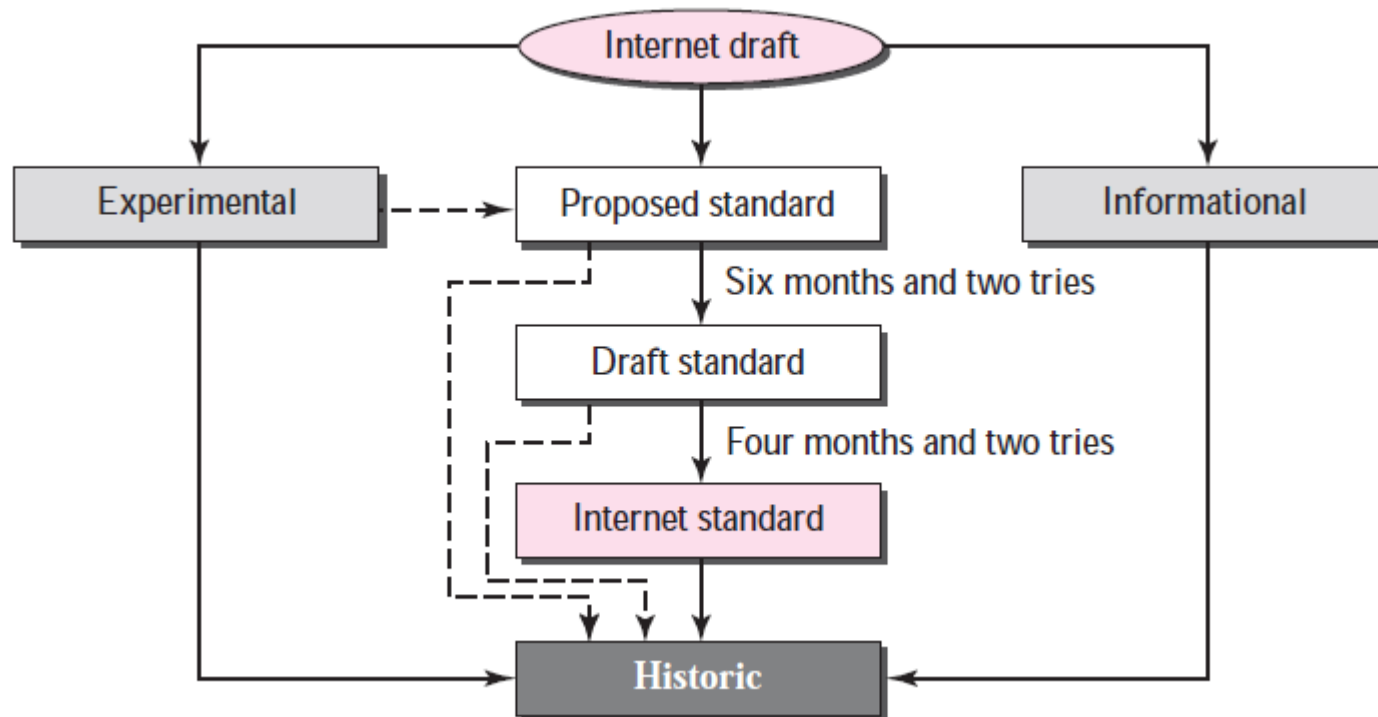 Internet draft
Experimental
Proposed standard
Informational
Six months and two tries
Draft standard
Four months and two tries
Internet standard
Historic